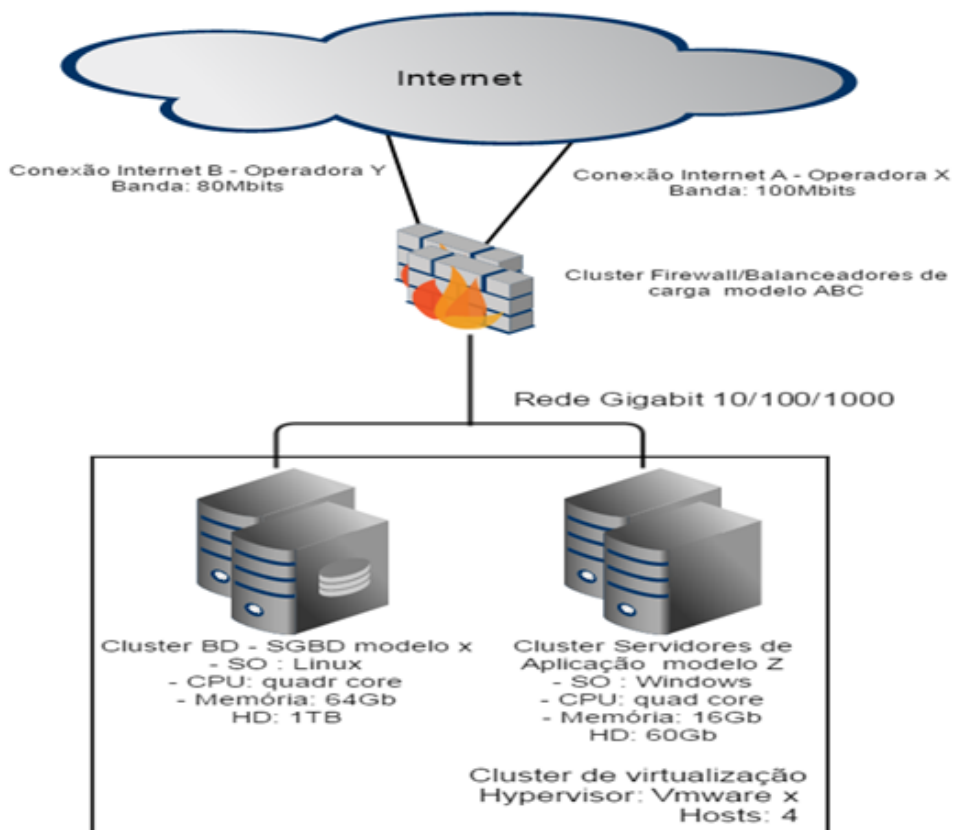 Internet
Conexão Internet B - Operadora Y
Banda: 80Mbits
Conexão Internet A - Operadora X
Banda: 100Mbits
Cluster Firewall/Balanceadores de
carga modelo ABC
Rede Gigabit 10/100/1000
Cluster BD - SGBD modelo x
- SO : Linux
- CPU: quadr core
- Memória: 64Gb
HD: 1TB
Cluster Servidores de
Aplicação modelo Z
- SO : Windows
- CPU: quad core
- Memória: 16Gb
HD: 60Gb
Cluster de virtualização
Hypervisor: Vmware x
Hosts: 4